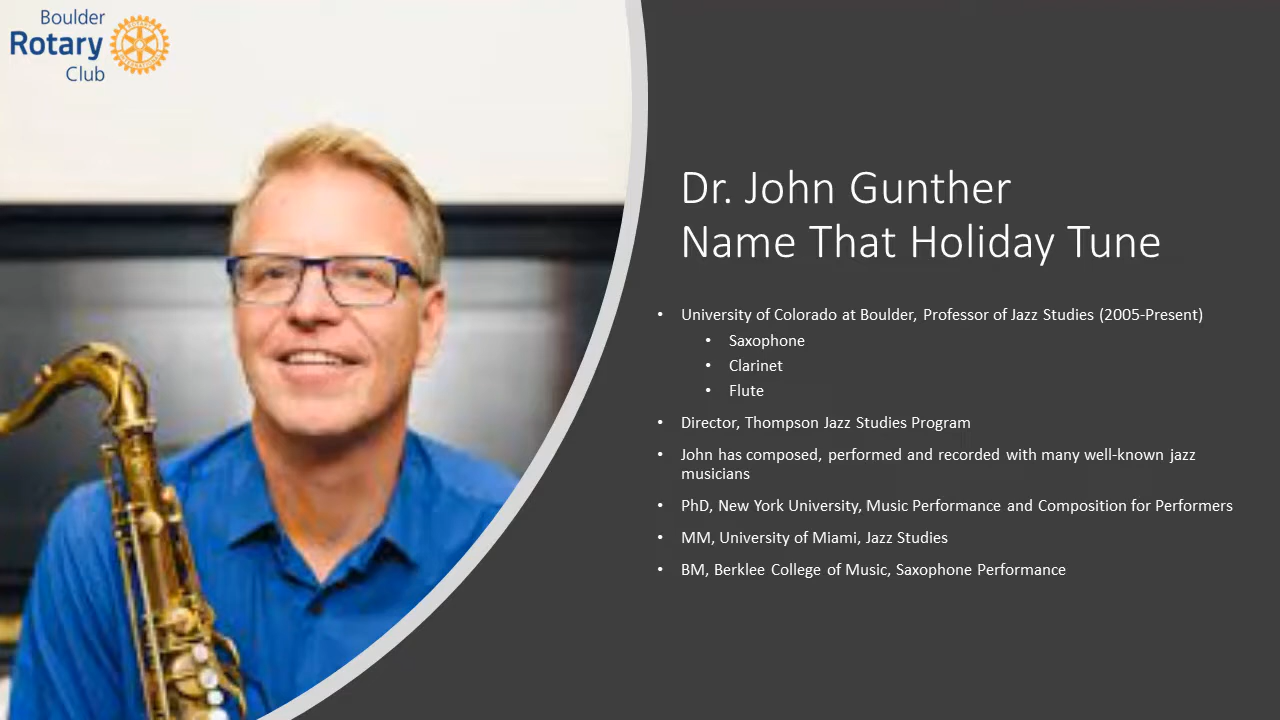 Boulder
Rotary
Club
Dr. John Gunther
Name That Holiday Tune
• University of Colorado at Boulder, Professor of Jazz Studies (2005-Present)
• Saxophone
• Clarinet
• Flute
• Director, Thompson Jazz Studies Program
• John has composed, performed and recorded with many well-known jazz
musicians
• PhD, New York University, Music Performance and Composition for Performers
• MM, University of Miami, Jazz Studies
• BM, Berklee College of Music, Saxophone Performance